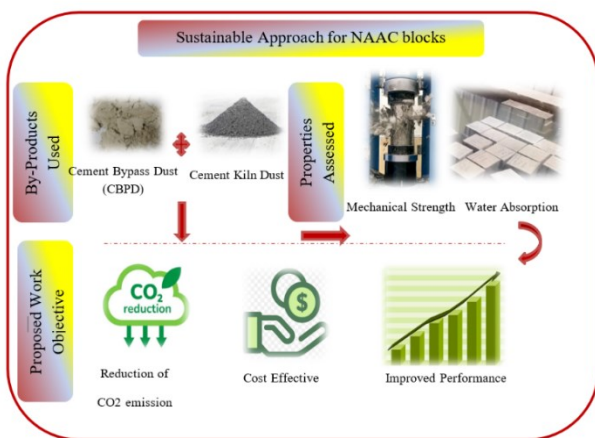 Sustainable Approach for NAAC blocks
By-Products
Used
Cement Bypass Dust
(CBPD)
Cement Kiln Dust
Properties
Assessed
Mechanical Strength
Water Absorption
Proposed Work
Objective
CO2
reduction
Reduction of
CO2 emission
$
Cost Effective
Improved Performance